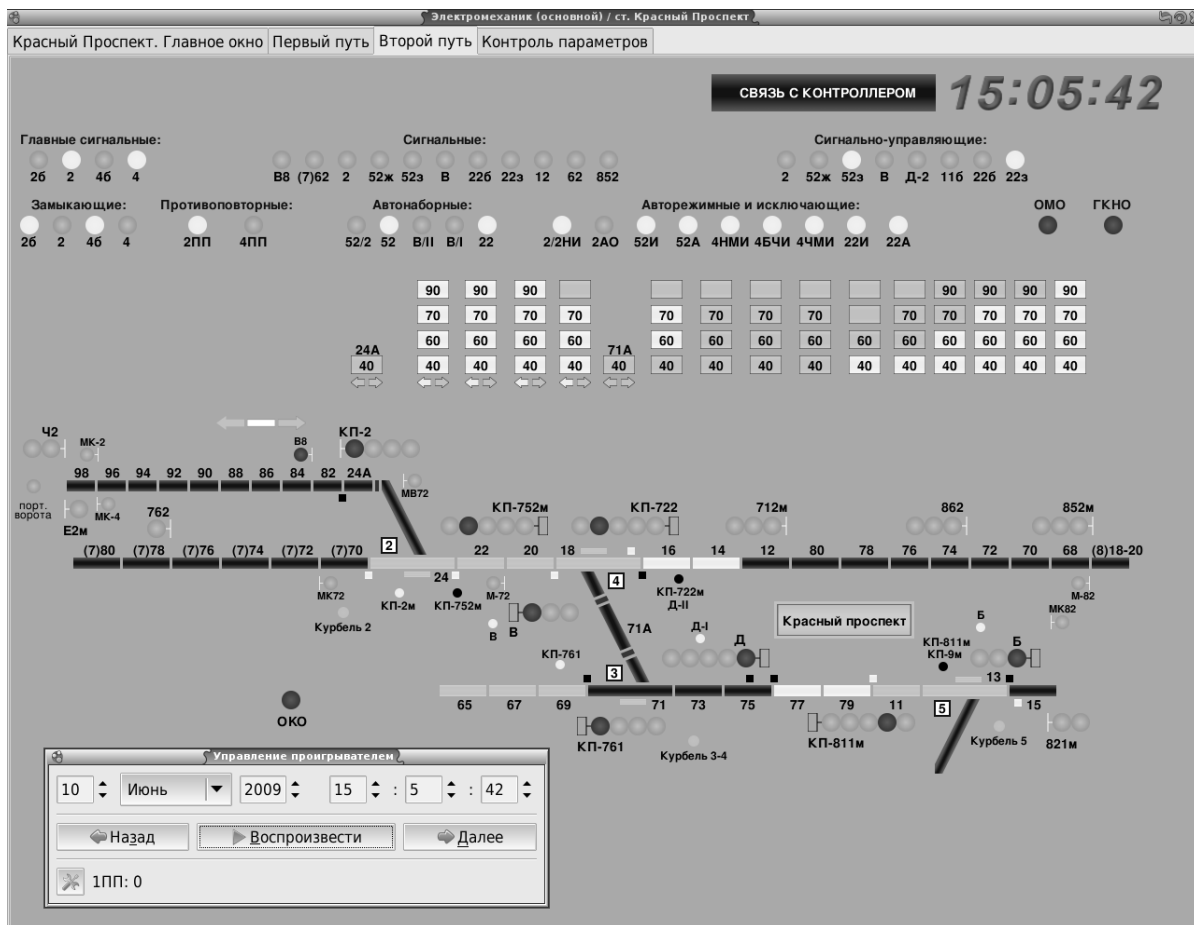 Электромеханик (основной) / ст. Красный Проспект
Красный Проспект. Главное окно Первый путь Второй путь Контроль параметров
СВЯЗЬ С КОНТРОЛЛЕРОМ 15:05:42
Главные сигнальные: Сигнальные: Сигнально-управляющие:
2б 2 4б 4 В8 (7)62 2 52ж 52з В 22б 22з 12 62 852 2 52ж 52з В Д-2 11б 22б 22з
Замыкающие: Противоповторные: Автонаборные: Авторежимные и исключающие: ОМО ГКНО
2б 2 4б 4 2ПП 4ПП 52/2 52 В/II В/I 22 2/2НИ 2АО 52И 52А 4НМИ 4БЧИ 4ЧМИ 22И 22А
90 90 90 90 90 90 90
70 70 70 70 70 70 70 70 70 70 70 70 70
60 60 60 60 60 60 60 60 60 60 60 60 60 60
24А 71А
40 40 40 40 40 40 40 40 40 40 40 40 40 40 40 40
Ч2 МК-2 В8 КП-2
98 96 94 92 90 88 86 84 82 24А
МВ72
порт. ворота Е2м МК-4 762 КП-752м КП-722 712м 862 852м
(7)80 (7)78 (7)76 (7)74 (7)72 (7)70 2 22 20 18 16 14 12 80 78 76 74 72 70 68 (8)18-20
24 4
МК72 КП-2м КП-752м М-72 КП-722м Д-II М-82
Курбель 2 В В 71А Д-I Д Красный проспект Б МК82
КП-761 КП-811м КП-9м Б
3 13
65 67 69 71 73 75 77 79 11 5 15
ОКО КП-761 Курбель 3-4 КП-811м Курбель 5 821м
Управление проигрывателем
10 Июнь 2009 15 : 5 : 42
Назад Воспроизвести Далее
1ПП: 0